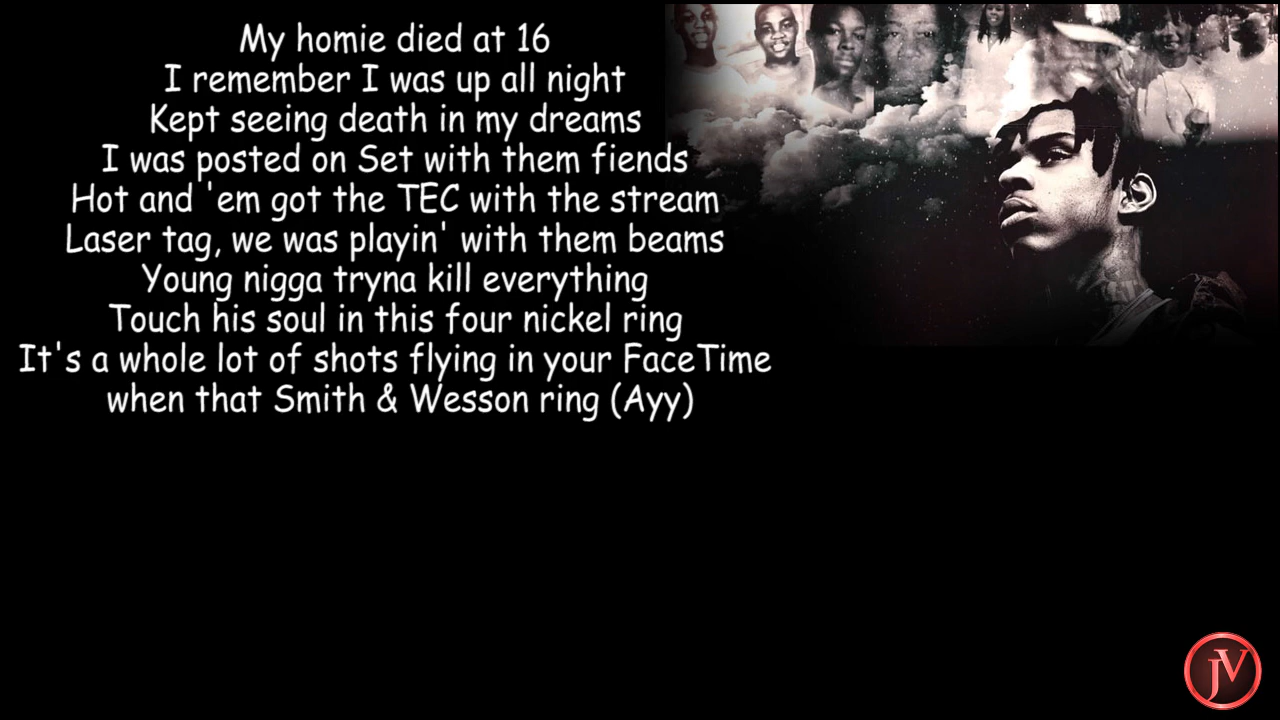 My homie died at 16
I remember I was up all night
Kept seeing death in my dreams
I was posted on Set with them fiends
Hot and 'em got the TEC with the stream
Laser tag, we was playin' with them beams
Young nigga tryna kill everything
Touch his soul in this four nickel ring
It's a whole lot of shots flying in your FaceTime
when that Smith & Wesson ring (Ayy)
JV